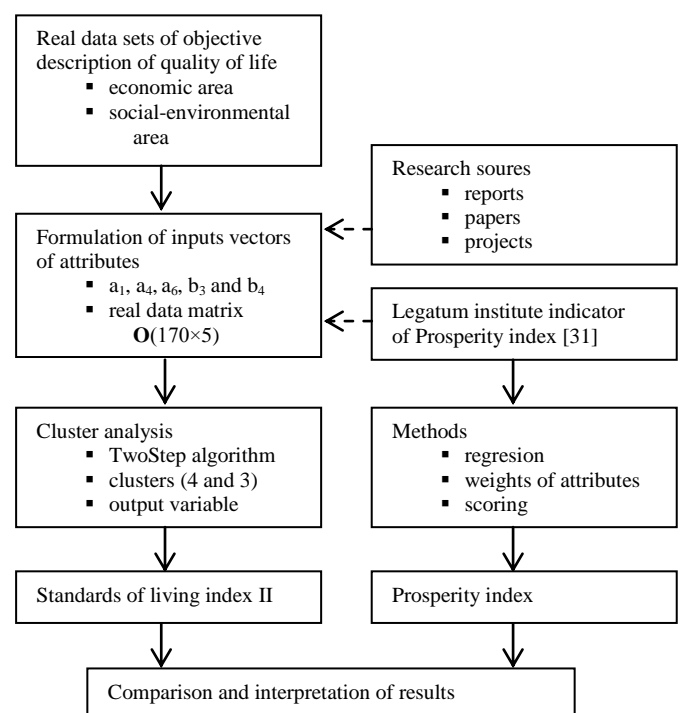 Real data sets of objective
description of quality of life
▪ economic area
▪ social-environmental
area
Research soures
▪ reports
▪ papers
▪ projects
Formulation of inputs vectors
of attributes
▪ a₁, a₄, a₆, b₃ and b₄
▪ real data matrix
O(170×5)
Legatum institute indicator
of Prosperity index [31]
Cluster analysis
▪ TwoStep algorithm
▪ clusters (4 and 3)
▪ output variable
Methods
▪ regresion
▪ weights of attributes
▪ scoring
Standards of living index II
Prosperity index
Comparison and interpretation of results